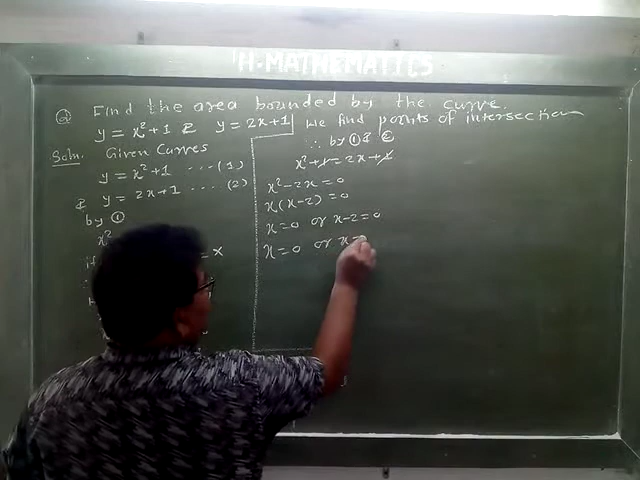 H-MATHEMATICS
Q Find the area bounded by the curve.
y = x²+1 & y = 2x+1
Soln. Given Curves
y = x²+1 ---(1)
& y = 2x+1 ....(2)
by ①
x²
We find points of intersection
∴ by ① & ②
x²+1 = 2x+1
x²-2x = 0
x(x-2) = 0
x=0 or x-2=0
x=0 or x=